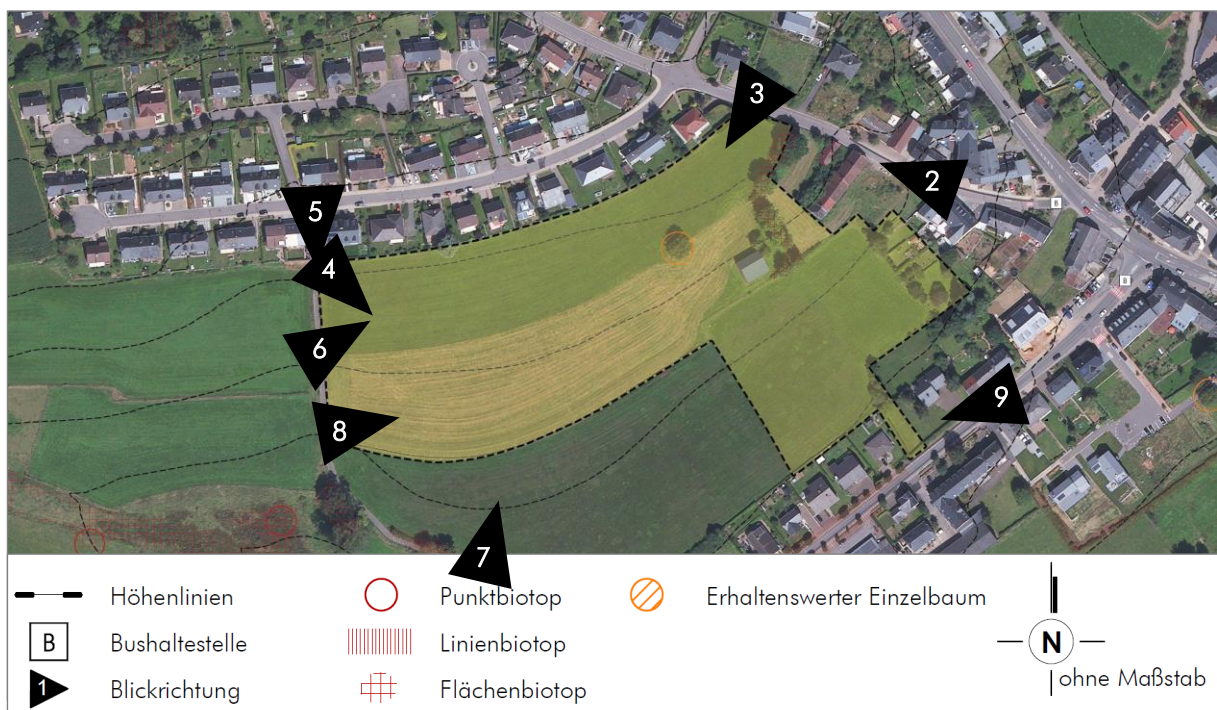 3
2
B
5
4
B
6
9
8
7
Höhenlinien
Punktbiotop
Erhaltenswerter Einzelbaum
B
Bushaltestelle
Linienbiotop
N
1
Blickrichtung
Flächenbiotop
ohne Maßstab